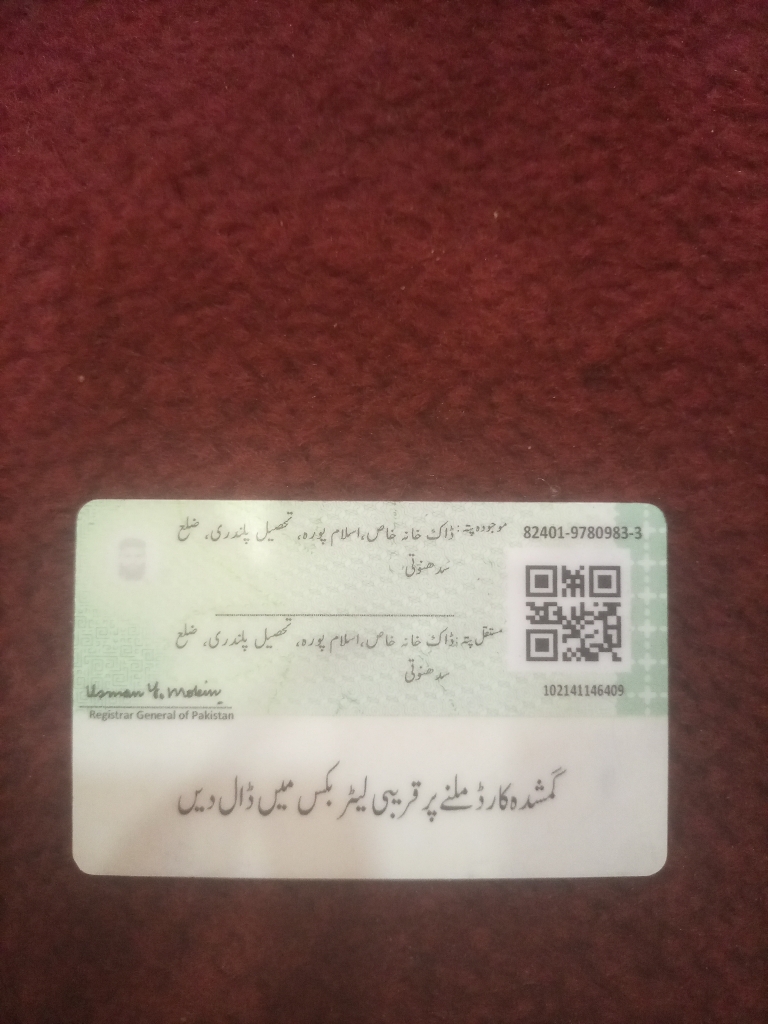 82401-9780983-3
موجودہ پتہ: ڈاک خانہ خاص، اسلام پورہ، تحصیل پلندری، ضلع
سدھنوتی
مستقل پتہ: ڈاک خانہ خاص، اسلام پورہ، تحصیل پلندری، ضلع
سدھنوتی
102141146409
Usman Y. Mobin
Registrar General of Pakistan
گمشدہ کارڈ ملنے پر قریبی لیٹر بکس میں ڈال دیں